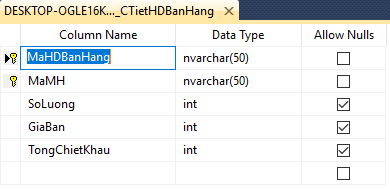 DESKTOP-OGLE16K..._CTietHDBanHang
Column Name Data Type Allow Nulls
MaHDBanHang nvarchar(50)
MaMH nvarchar(50)
SoLuong int
GiaBan int
TongChietKhau int